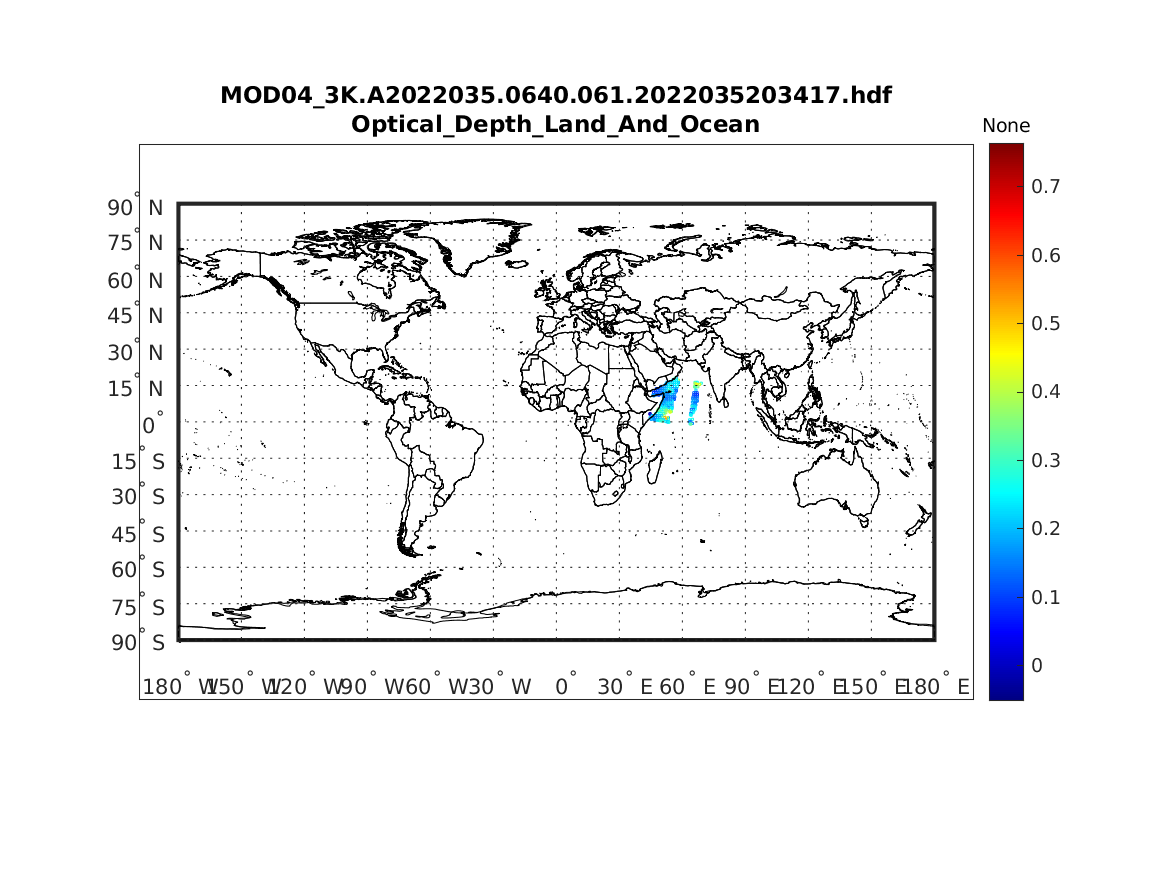 MOD04_3K.A2022035.0640.061.2022035203417.hdf
Optical_Depth_Land_And_Ocean
None
90° N
75° N
60° N
45° N
30° N
15° N
0°
15° S
30° S
45° S
60° S
75° S
90° S
180° W 150° W 120° W 90° W 60° W 30° W 0° 30° E 60° E 90° E 120° E 150° E 180° E
0.7
0.6
0.5
0.4
0.3
0.2
0.1
0